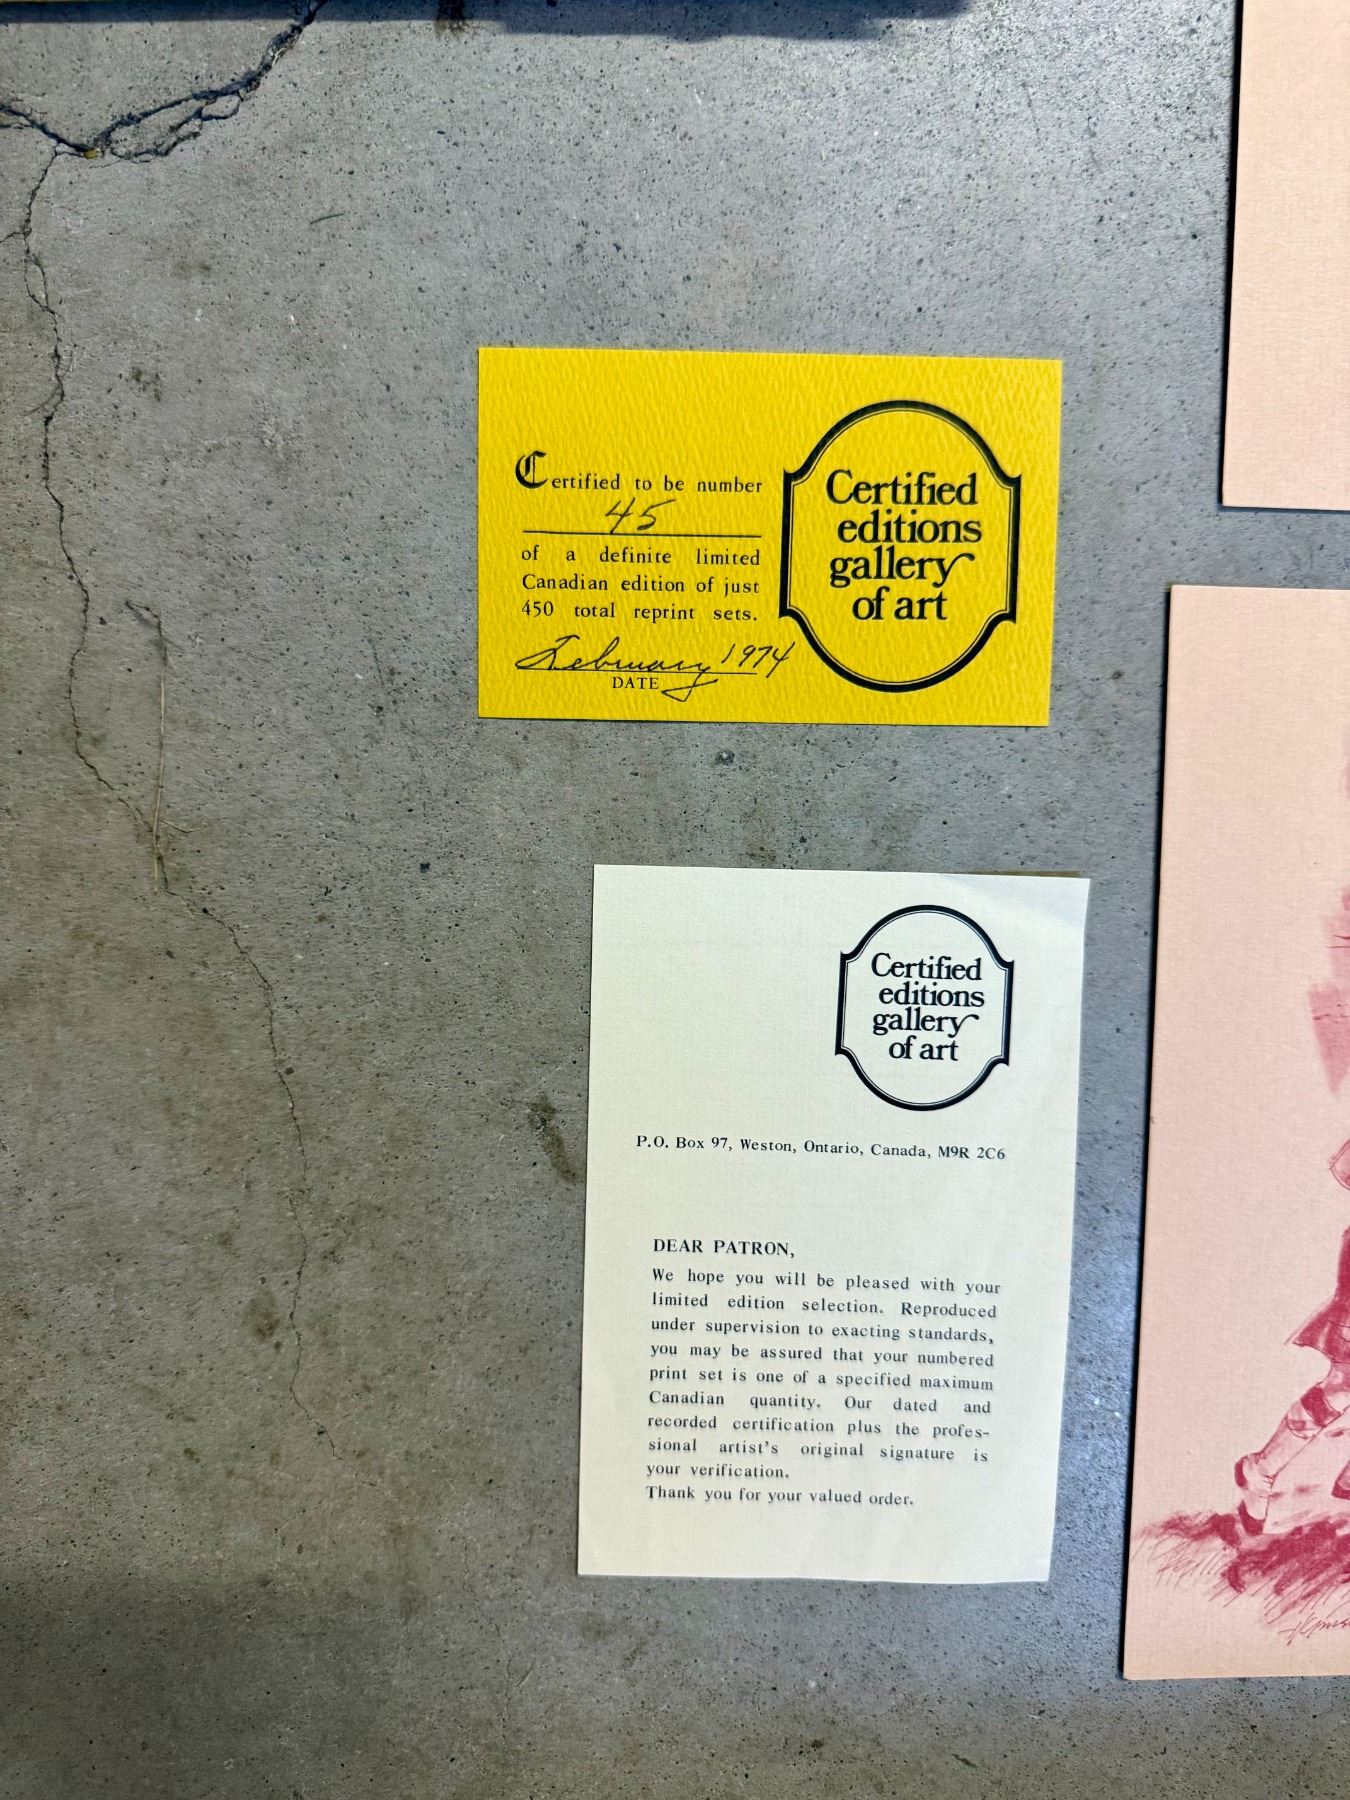 Certified to be number
45
of a definite limited
Canadian edition of just
450 total reprint sets.
February 1974
DATE
Certified
editions
gallery
of art
Certified
editions
gallery
of art
P.O. Box 97, Weston, Ontario, Canada, M9R 2C6
DEAR PATRON,
We hope you will be pleased with your
limited edition selection. Reproduced
under supervision to exacting standards,
you may be assured that your numbered
print set is one of a specified maximum
Canadian quantity. Our dated and
recorded certification plus the profes-
sional artist's original signature is
your verification.
Thank you for your valued order.